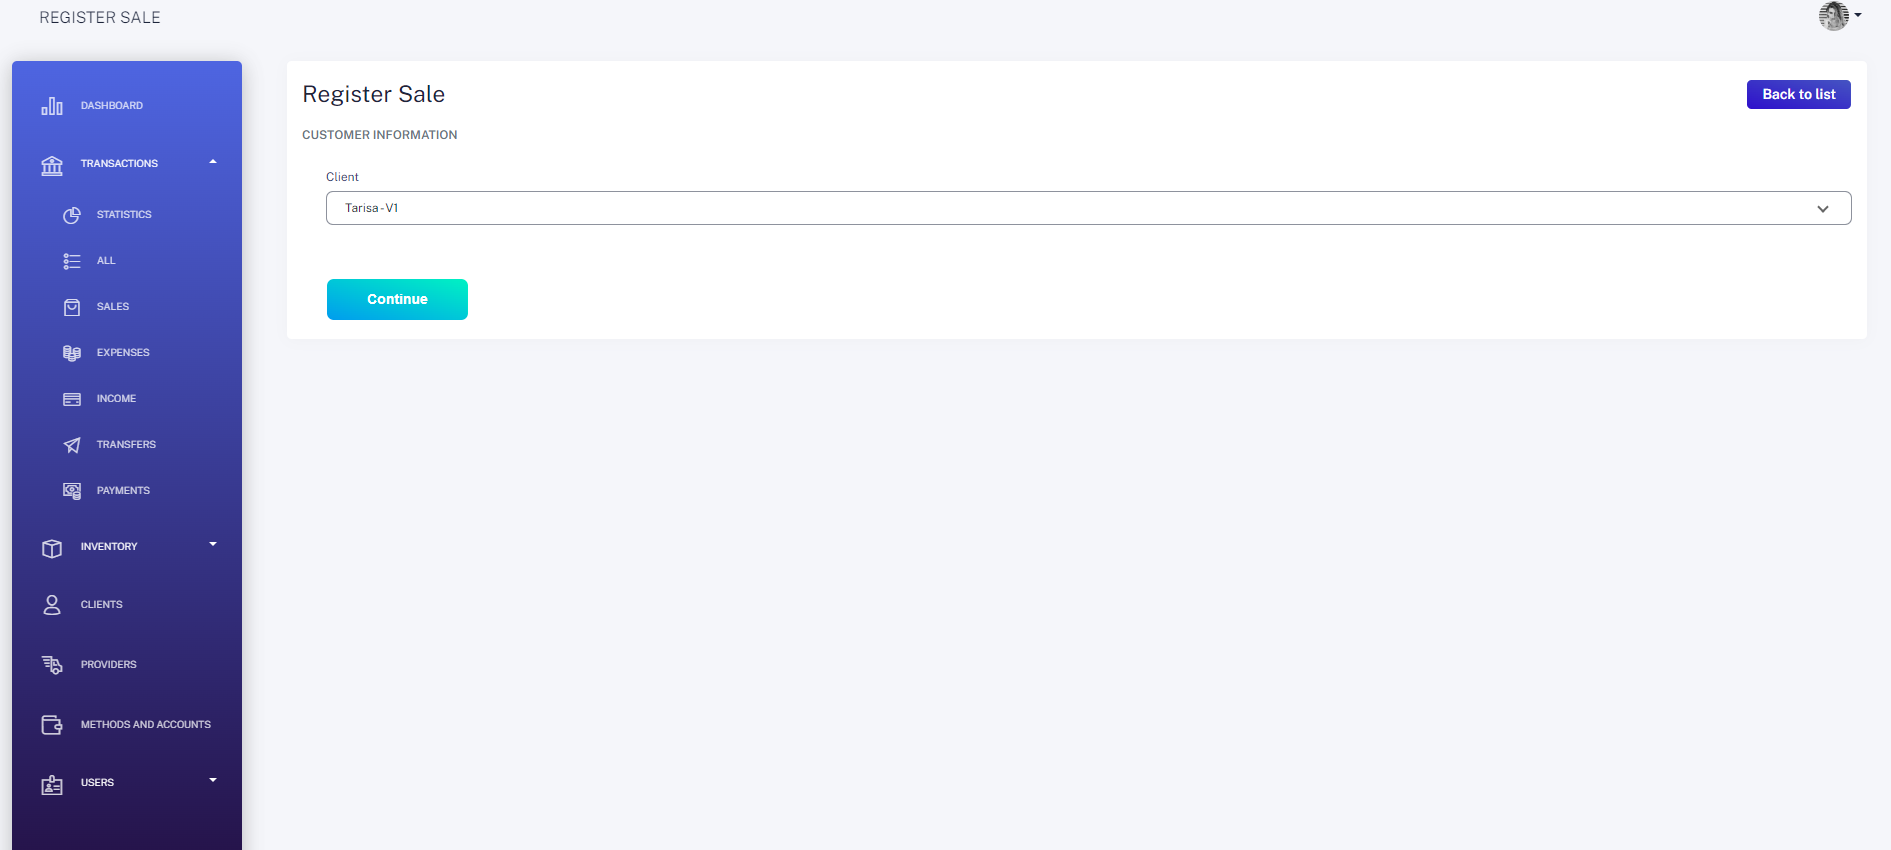 REGISTER SALE
DASHBOARD
TRANSACTIONS
STATISTICS
ALL
SALES
EXPENSES
INCOME
TRANSFERS
PAYMENTS
INVENTORY
CLIENTS
PROVIDERS
METHODS AND ACCOUNTS
USERS
Register Sale
Back to list
CUSTOMER INFORMATION
Client
Tarisa - V1
Continue